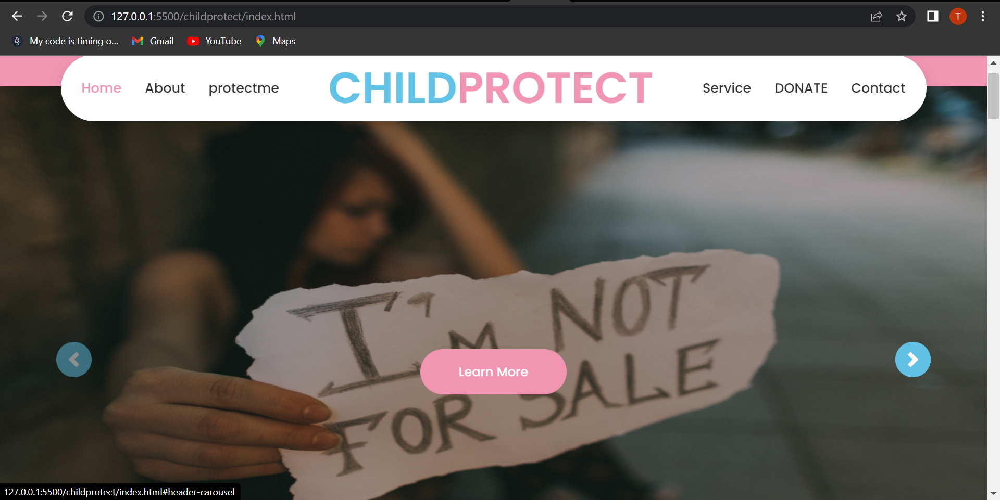 127.0.0.1:5500/childprotect/index.html
T
My code is timing o... Gmail YouTube Maps
Home About protectme CHILDPROTECT Service DONATE Contact
I'M NOT
FOR SALE
Learn More
127.0.0.1:5500/childprotect/index.html#header-carousel